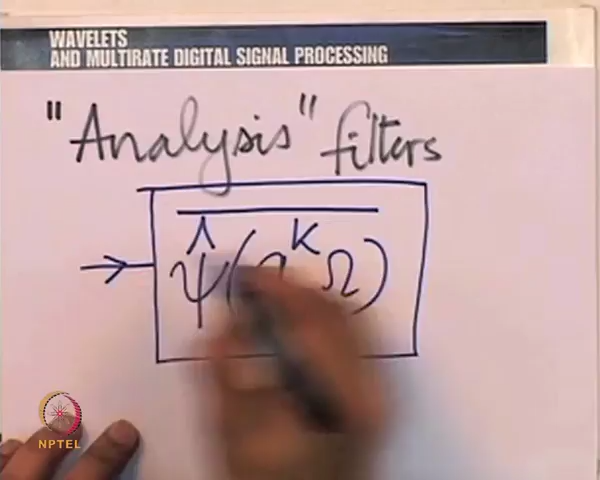 WAVELETS
AND MULTIRATE DIGITAL SIGNAL PROCESSING
"Analysis" filters
ψ̂( ^K Ω)
NPTEL